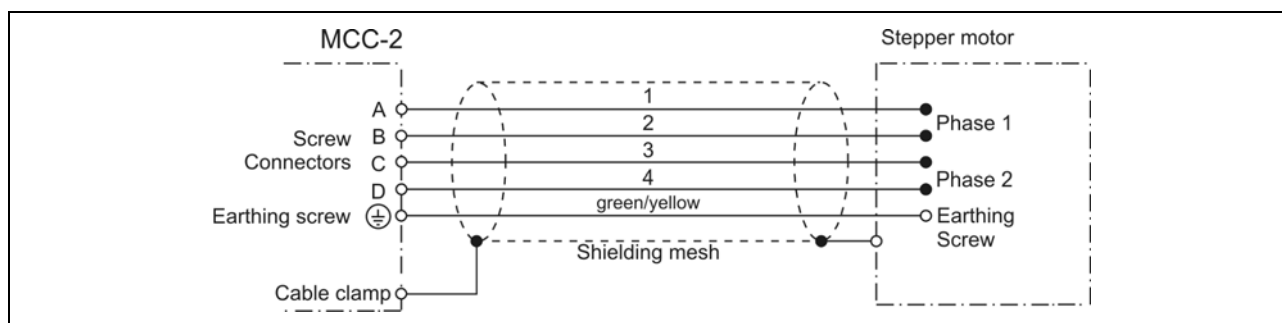 MCC-2
Stepper motor
A
1
Phase 1
Screw
Connectors
B
2
C
3
Phase 2
D
4
Earthing screw
green/yellow
Earthing
Screw
Shielding mesh
Cable clamp